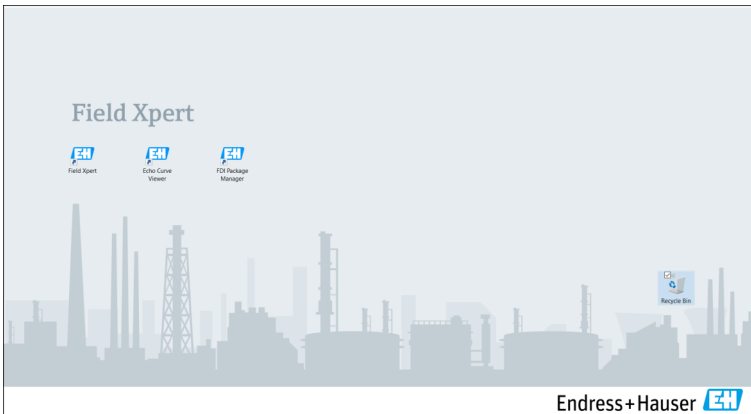 Field Xpert
EH
EH
EH
Field Xpert
Echo Curve
Viewer
FDI Package
Manager
Recycle Bin
Endress+Hauser EH